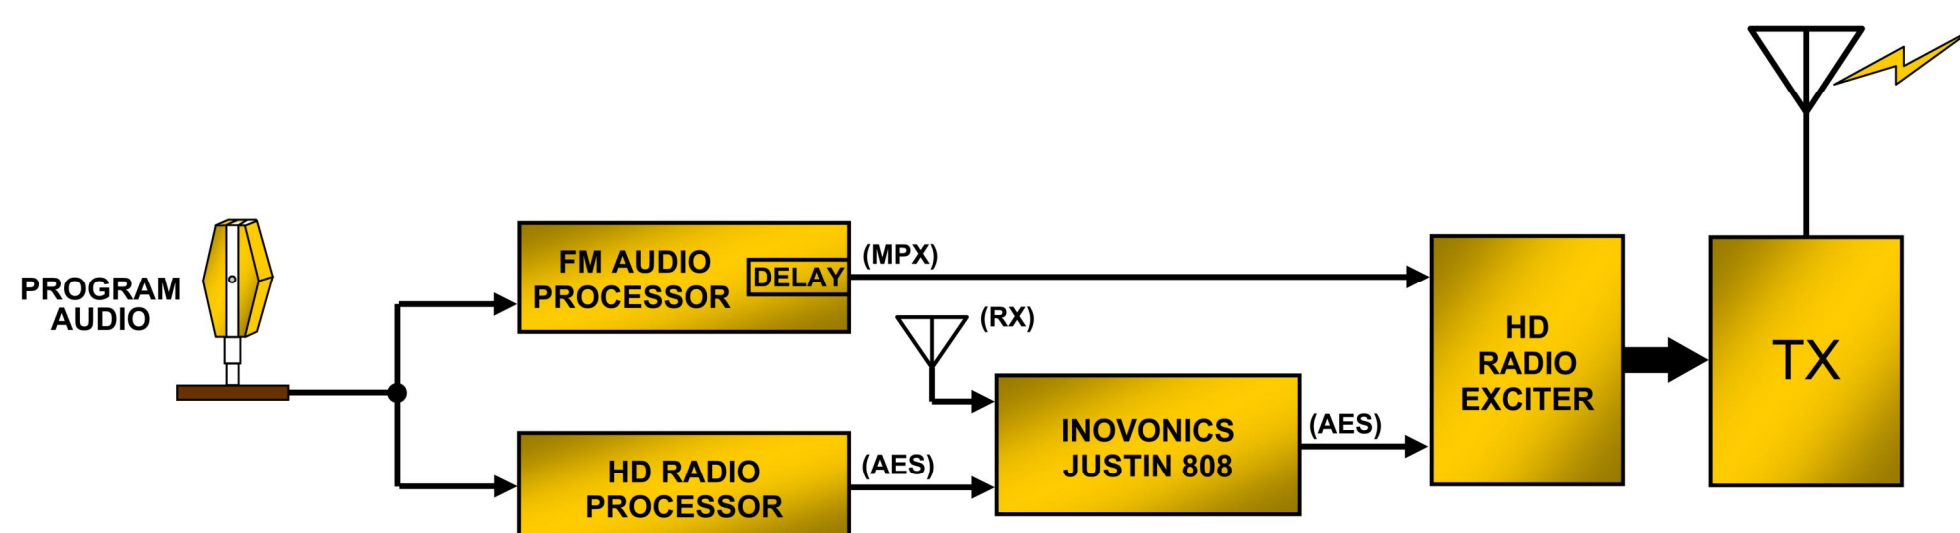 PROGRAM
AUDIO
FM AUDIO
PROCESSOR
DELAY
(MPX)
(RX)
HD RADIO
PROCESSOR
(AES)
INOVONICS
JUSTIN 808
(AES)
HD
RADIO
EXCITER
TX